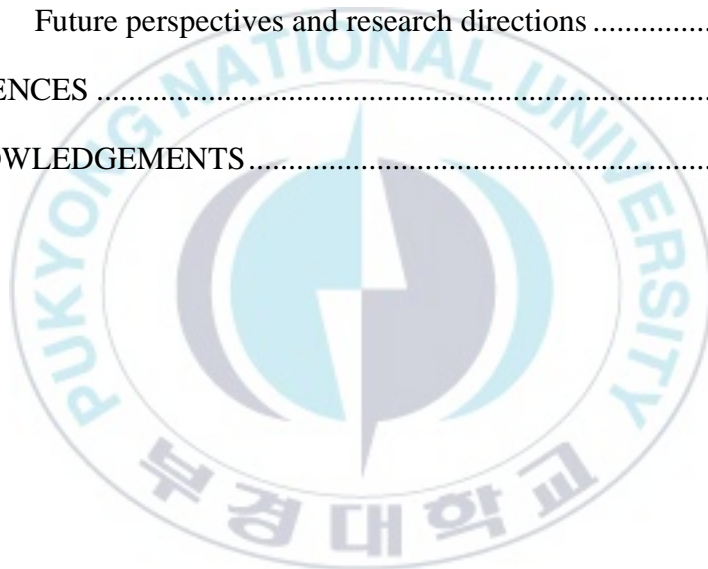 Future perspectives and research directions ................
ENCES ................................................................................
OWLEDGEMENTS ............................................................
PUKYONG NATIONAL UNIVERSITY
부경대학교